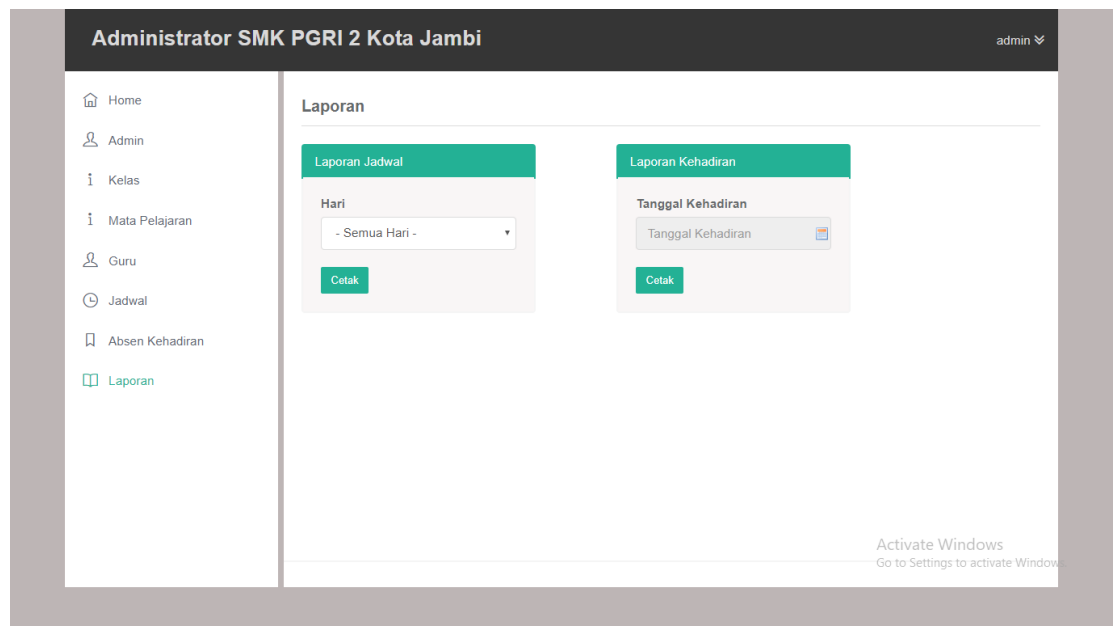 Administrator SMK PGRI 2 Kota Jambi
admin
Home
Admin
Kelas
Mata Pelajaran
Guru
Jadwal
Absen Kehadiran
Laporan
Laporan
Laporan Jadwal
Hari
- Semua Hari -
Cetak
Laporan Kehadiran
Tanggal Kehadiran
Tanggal Kehadiran
Cetak
Activate Windows
Go to Settings to activate Windows